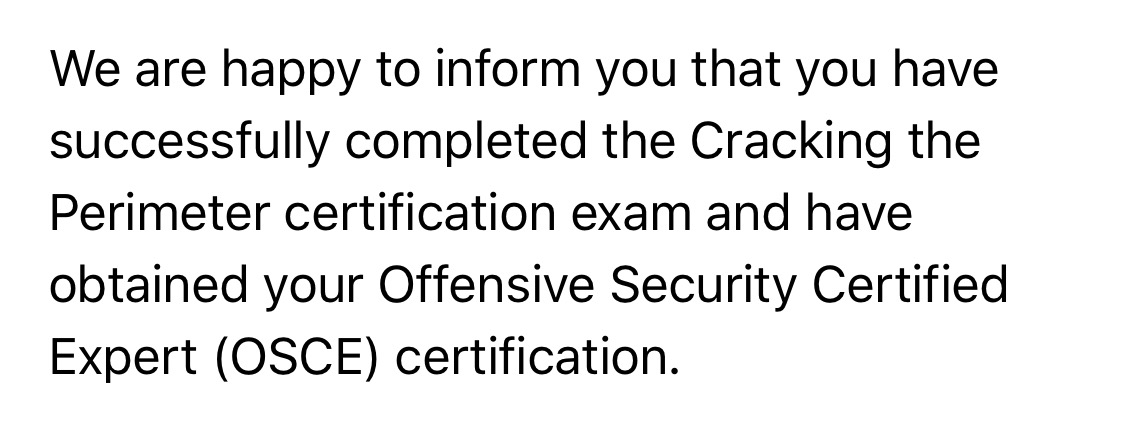 We are happy to inform you that you have
successfully completed the Cracking the
Perimeter certification exam and have
obtained your Offensive Security Certified
Expert (OSCE) certification.